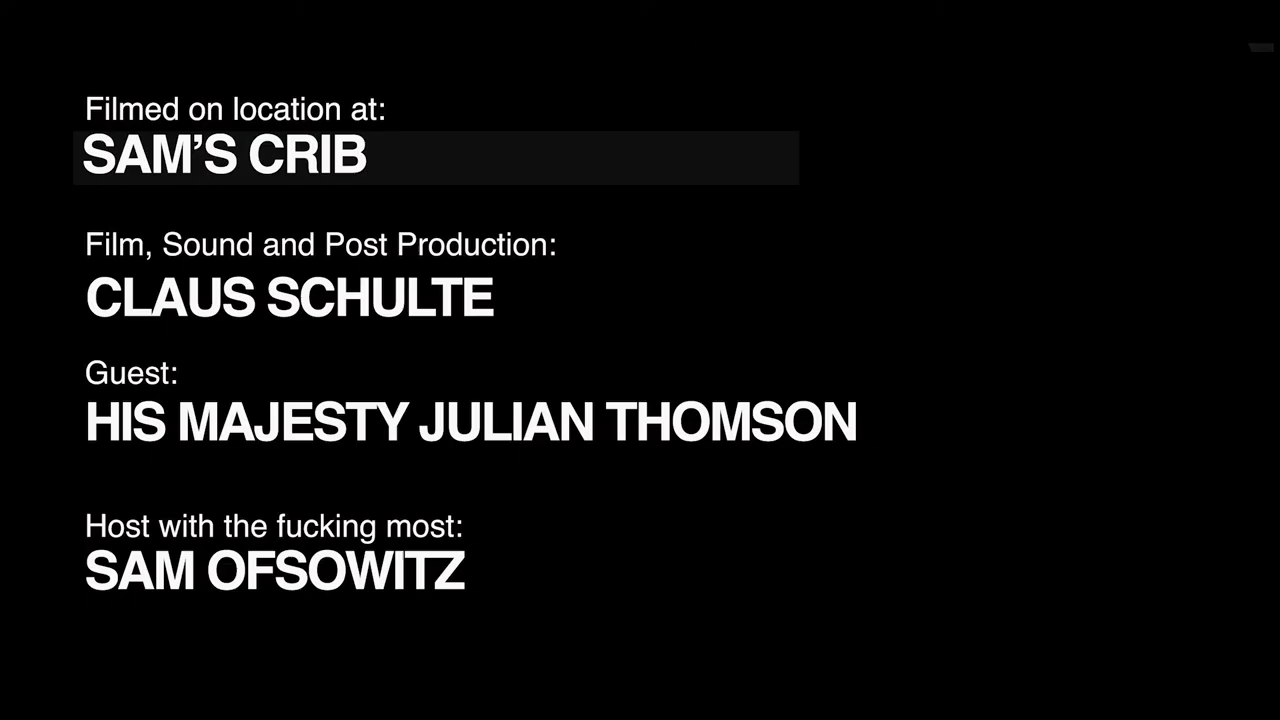 Filmed on location at:
SAM’S CRIB
Film, Sound and Post Production:
CLAUS SCHULTE
Guest:
HIS MAJESTY JULIAN THOMSON
Host with the fucking most:
SAM OFSOWITZ